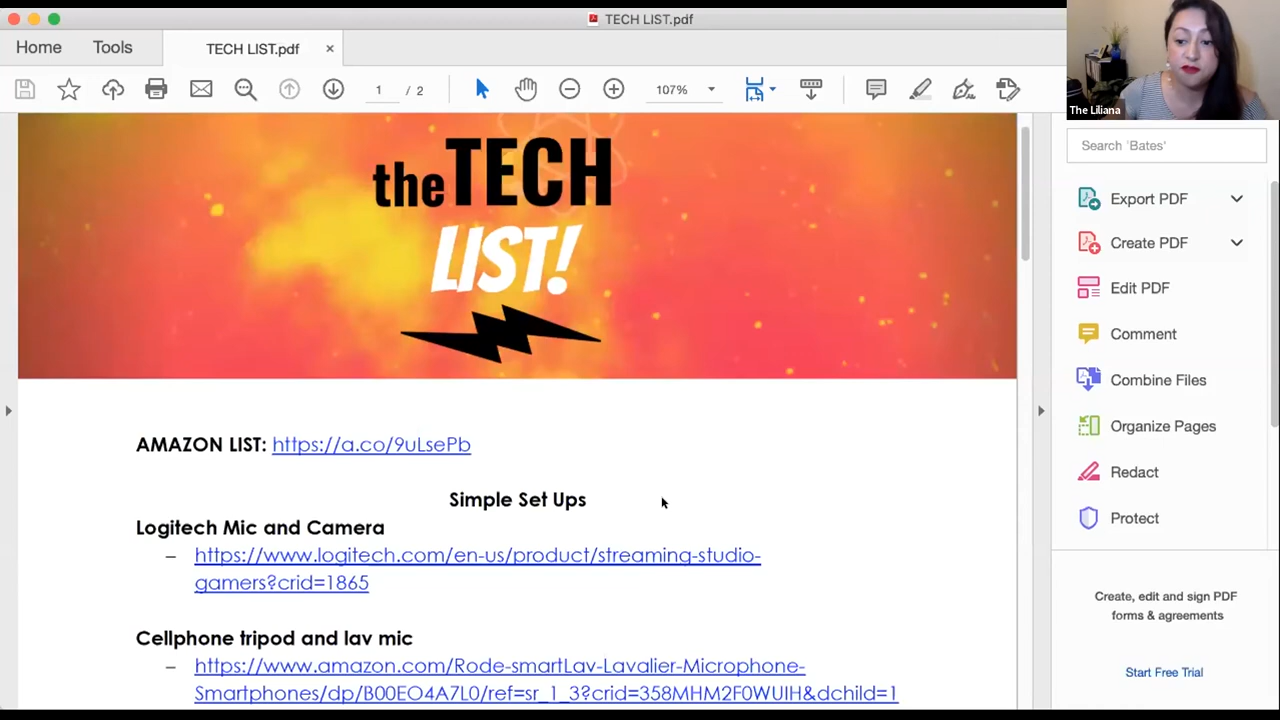 TECH LIST.pdf
Home Tools TECH LIST.pdf ×
1 / 2 107%
The Liliana
Search 'Bates'
Export PDF
Create PDF
Edit PDF
Comment
Combine Files
Organize Pages
Redact
Protect
Create, edit and sign PDF
forms & agreements
Start Free Trial
the TECH
LIST!
AMAZON LIST: https://a.co/9uLsePb
Simple Set Ups
Logitech Mic and Camera
– https://www.logitech.com/en-us/product/streaming-studio-
gamers?crid=1865
Cellphone tripod and lav mic
– https://www.amazon.com/Rode-smartLav-Lavalier-Microphone-
Smartphones/dp/B00EO4A7L0/ref=sr_1_3?crid=358MHM2F0WUIH&dchild=1